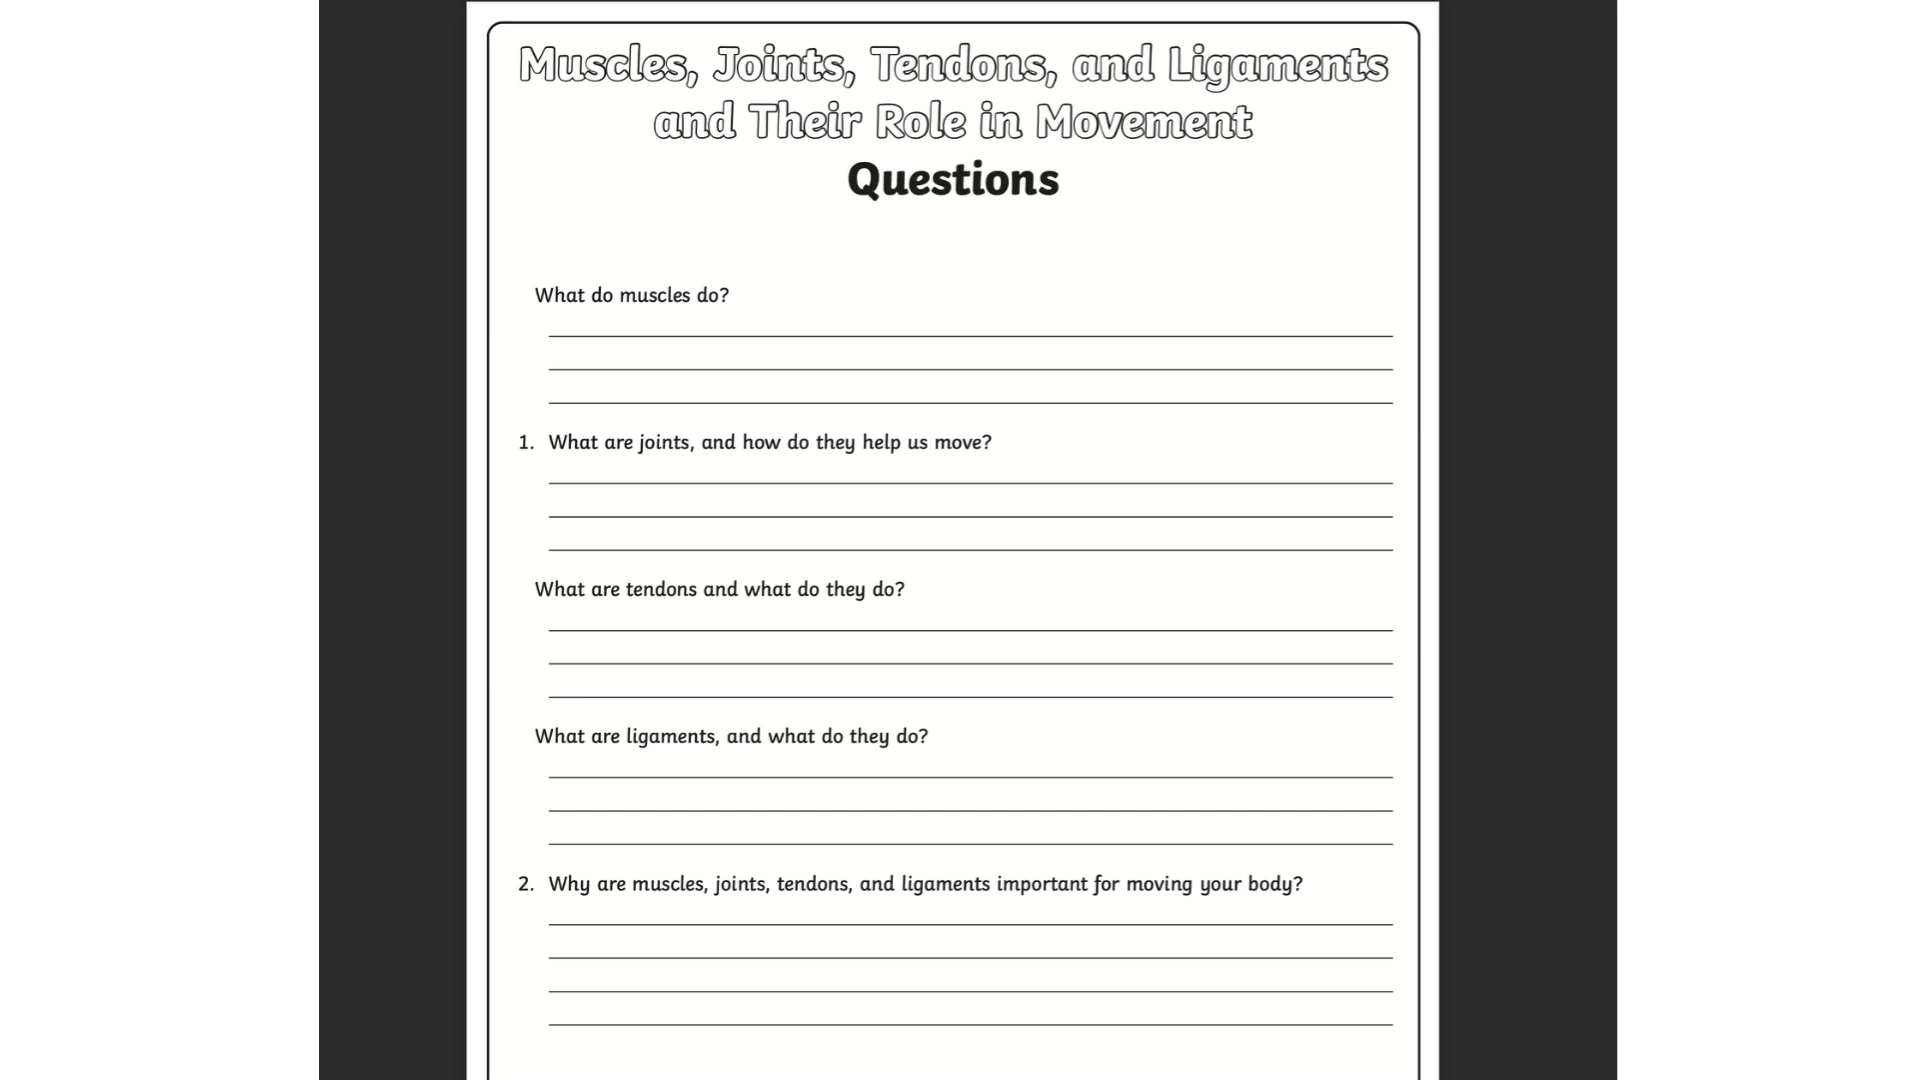 Muscles, Joints, Tendons, and Ligaments
and Their Role in Movement
Questions
What do muscles do?
1. What are joints, and how do they help us move?
What are tendons and what do they do?
What are ligaments, and what do they do?
2. Why are muscles, joints, tendons, and ligaments important for moving your body?